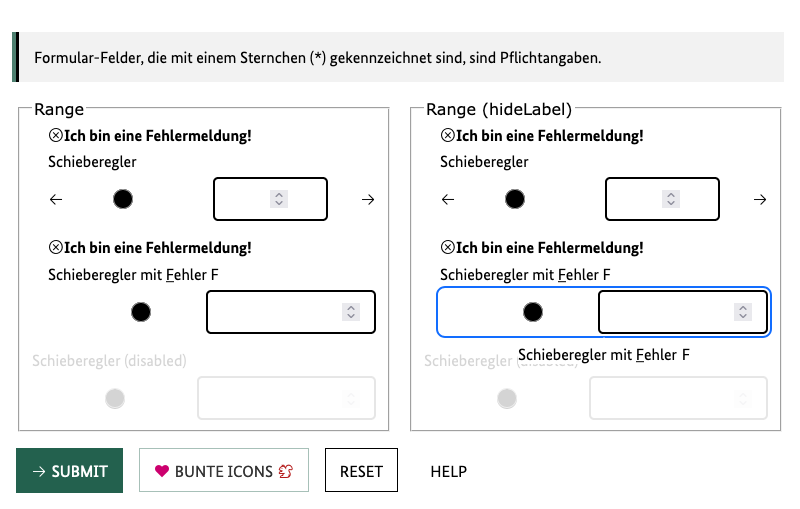 Formular-Felder, die mit einem Sternchen (*) gekennzeichnet sind, sind Pflichtangaben.
Range
Ich bin eine Fehlermeldung!
Schieberegler
Ich bin eine Fehlermeldung!
Schieberegler mit Fehler F
Schieberegler (disabled)
Range (hideLabel)
Ich bin eine Fehlermeldung!
Schieberegler
Ich bin eine Fehlermeldung!
Schieberegler mit Fehler F
Schieberegler mit Fehler F
Schieberegler (disabled)
→ SUBMIT
BUNTE ICONS
RESET
HELP